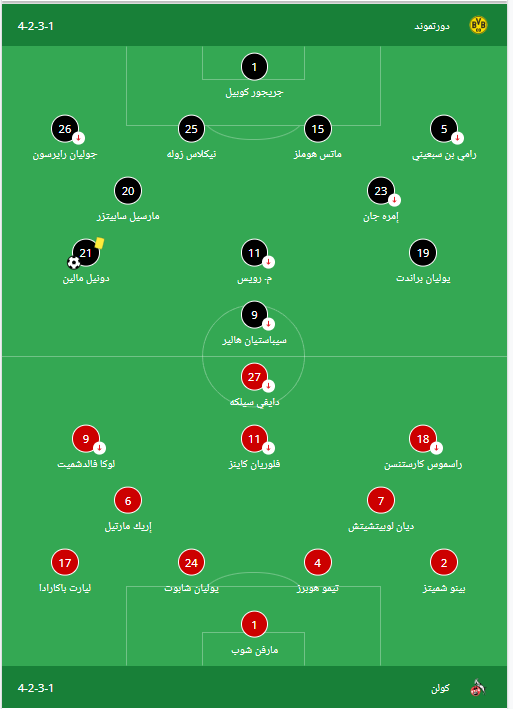 دورتموند 4-2-3-1
1
جريجور كوبيل
5 15 25 26
رامي بن سبعيني ماتس هوملز نيكلاس زوله جوليان رايرسون
23 20
إمره جان مارسيل سابيتزر
19 11 21
يوليان براندت م. رويس دونيل مالين
9
سيباستيان هالير
27
دايفي سيلكه
18 11 9
راسموس كارستنسن فلوريان كاينز لوكا فالدشميت
7 6
ديان لوبيتشيتش إريك مارتيل
2 4 24 17
بينو شميتز تيمو هوبرز يوليان شابوت ليارت باكارادا
1
مارفن شوب
كولن 4-2-3-1